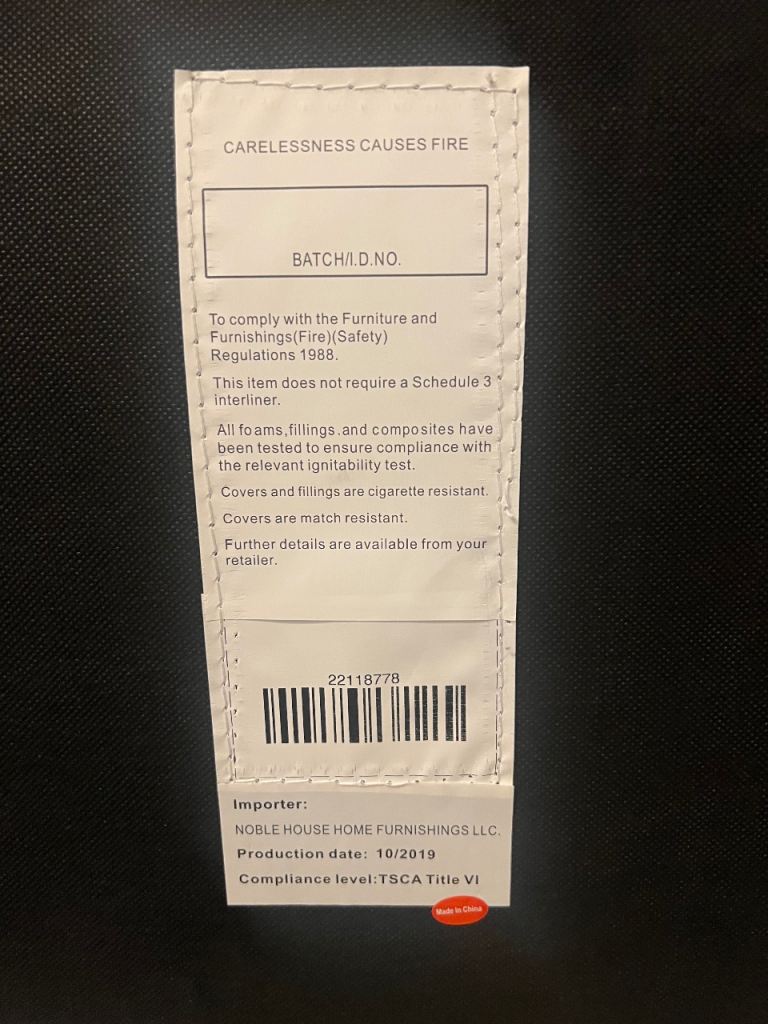 CARELESSNESS CAUSES FIRE
BATCH/I.D.NO.
To comply with the Furniture and
Furnishings(Fire)(Safety)
Regulations 1988.
This item does not require a Schedule 3
interliner.
All foams,fillings.and composites have
been tested to ensure compliance with
the relevant ignitability test.
Covers and fillings are cigarette resistant.
Covers are match resistant.
Further details are available from your
retailer.
22118778
Importer:
NOBLE HOUSE HOME FURNISHINGS LLC.
Production date: 10/2019
Compliance level:TSCA Title VI
Made In China